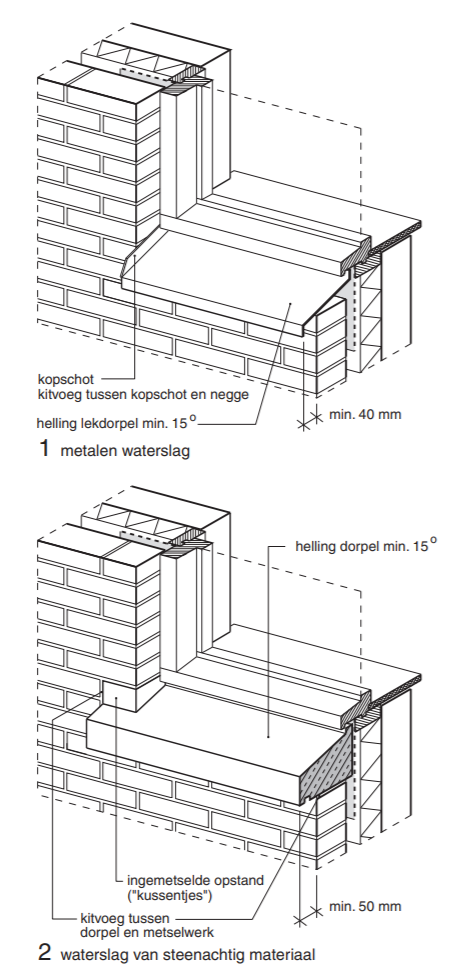 kopschot
kitvoeg tussen kopschot en negge
helling lekdorpel min. 15°
min. 40 mm
1 metalen waterslag
helling dorpel min. 15°
ingemetselde opstand
("kussentjes")
kitvoeg tussen
dorpel en metselwerk
min. 50 mm
2 waterslag van steenachtig materiaal